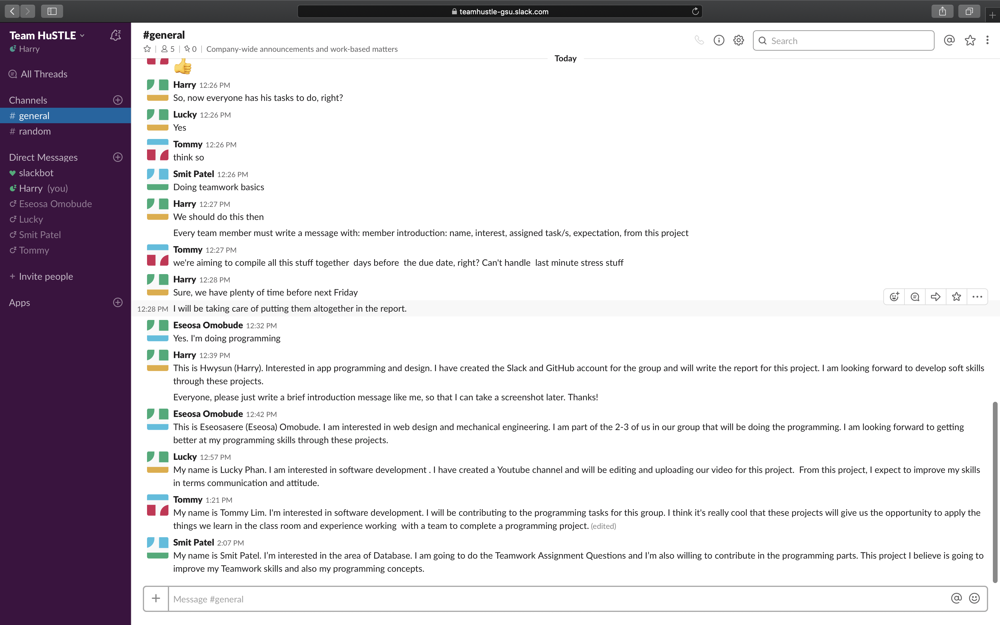 teamhustle-gsu.slack.com
Team HuSTLE
Harry
All Threads
Channels
# general
# random
Direct Messages
slackbot
Harry (you)
Eseosa Omobude
Lucky
Smit Patel
Tommy
+ Invite people
Apps
#general
5 | 0 | Company-wide announcements and work-based matters
Search
Today
Harry 12:26 PM
So, now everyone has his tasks to do, right?
Lucky 12:26 PM
Yes
Tommy 12:26 PM
think so
Smit Patel 12:26 PM
Doing teamwork basics
Harry 12:27 PM
We should do this then
Every team member must write a message with: member introduction: name, interest, assigned task/s, expectation, from this project
Tommy 12:27 PM
we're aiming to compile all this stuff together  days before  the due date, right? Can't handle  last minute stress stuff
Harry 12:28 PM
Sure, we have plenty of time before next Friday
12:28 PM I will be taking care of putting them altogether in the report.
Eseosa Omobude 12:32 PM
Yes. I'm doing programming
Harry 12:39 PM
This is Hwysun (Harry). Interested in app programming and design. I have created the Slack and GitHub account for the group and will write the report for this project. I am looking forward to develop soft skills
through these projects.
Everyone, please just write a brief introduction message like me, so that I can take a screenshot later. Thanks!
Eseosa Omobude 12:42 PM
This is Eseosasere (Eseosa) Omobude. I am interested in web design and mechanical engineering. I am part of the 2-3 of us in our group that will be doing the programming. I am looking forward to getting
better at my programming skills through these projects.
Lucky 12:57 PM
My name is Lucky Phan. I am interested in software development . I have created a Youtube channel and will be editing and uploading our video for this project.  From this project, I expect to improve my skills
in terms communication and attitude.
Tommy 1:21 PM
My name is Tommy Lim. I'm interested in software development. I will be contributing to the programming tasks for this group. I think it's really cool that these projects will give us the opportunity to apply the
things we learn in the class room and experience working  with a team to complete a programming project. (edited)
Smit Patel 2:07 PM
My name is Smit Patel. I’m interested in the area of Database. I am going to do the Teamwork Assignment Questions and I’m also willing to contribute in the programming parts. This project I believe is going to
improve my Teamwork skills and also my programming concepts.
Message #general